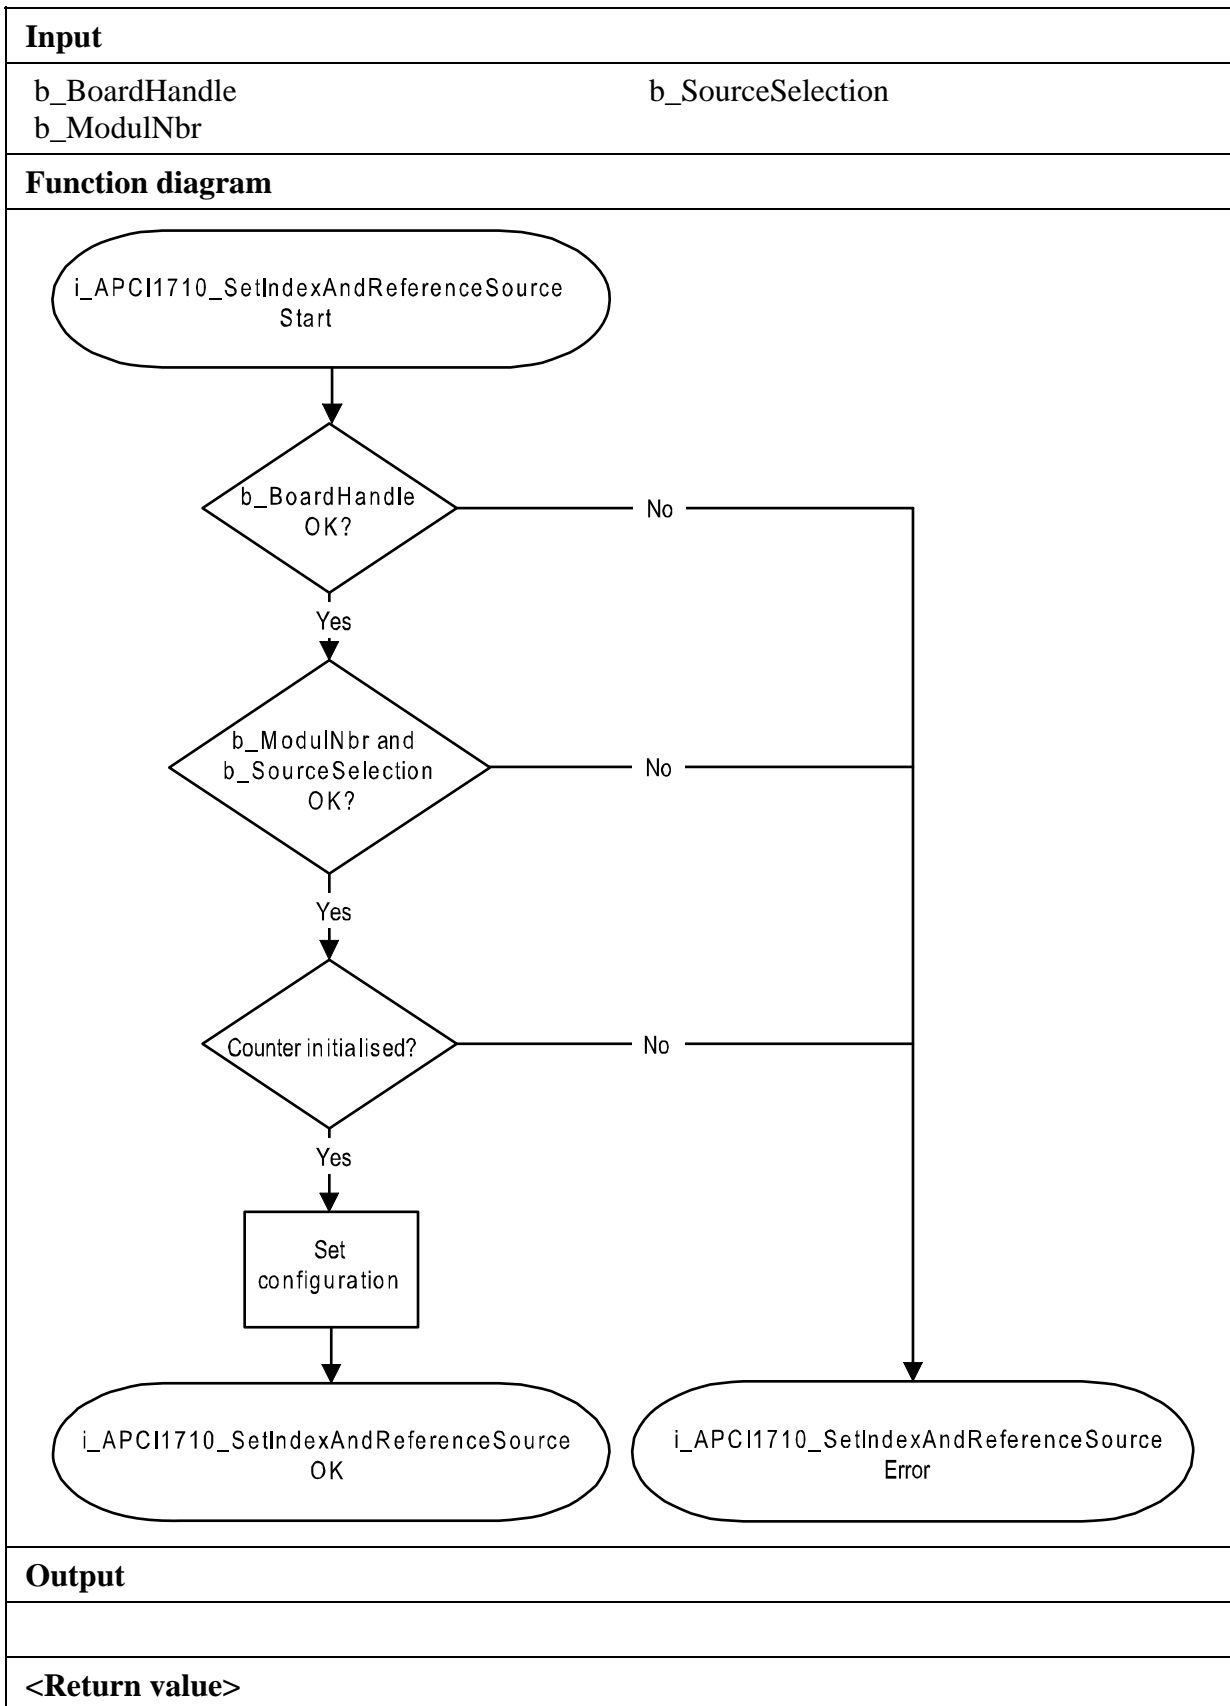 Input
b_BoardHandle b_SourceSelection
b_ModulNbr
Function diagram
i_APCI1710_SetIndexAndReferenceSource
Start
b_BoardHandle
OK?
No
Yes
b_ModulNbr and
b_SourceSelection
OK?
No
Yes
Counter initialised?
No
Yes
Set
configuration
i_APCI1710_SetIndexAndReferenceSource
OK
i_APCI1710_SetIndexAndReferenceSource
Error
Output
<Return value>